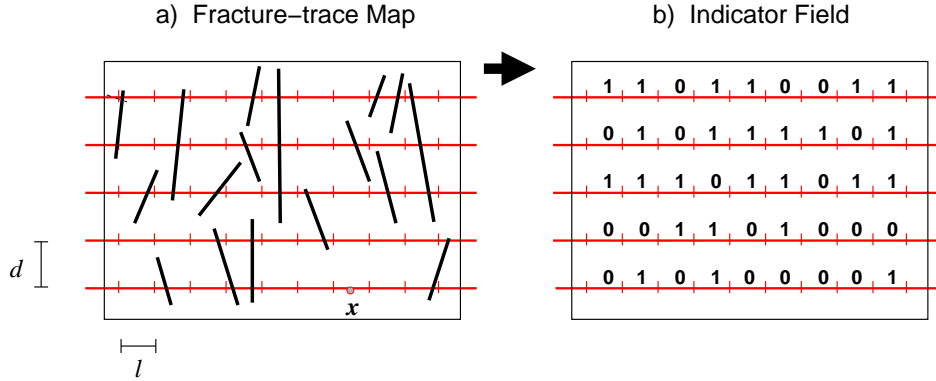 a) Fracture−trace Map
b) Indicator Field
1 1 0 1 1 0 0 1 1
0 1 0 1 1 1 1 0 1
1 1 1 0 1 1 0 1 1
0 0 1 1 0 1 0 0 0
0 1 0 1 0 0 0 0 1
d
x
l